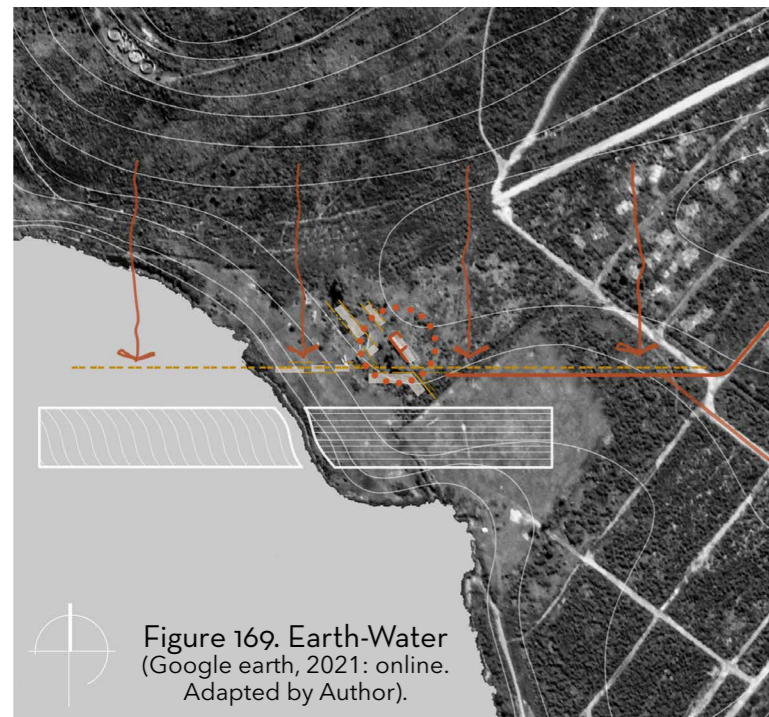 Figure 169. Earth-Water
(Google earth, 2021: online.
Adapted by Author).